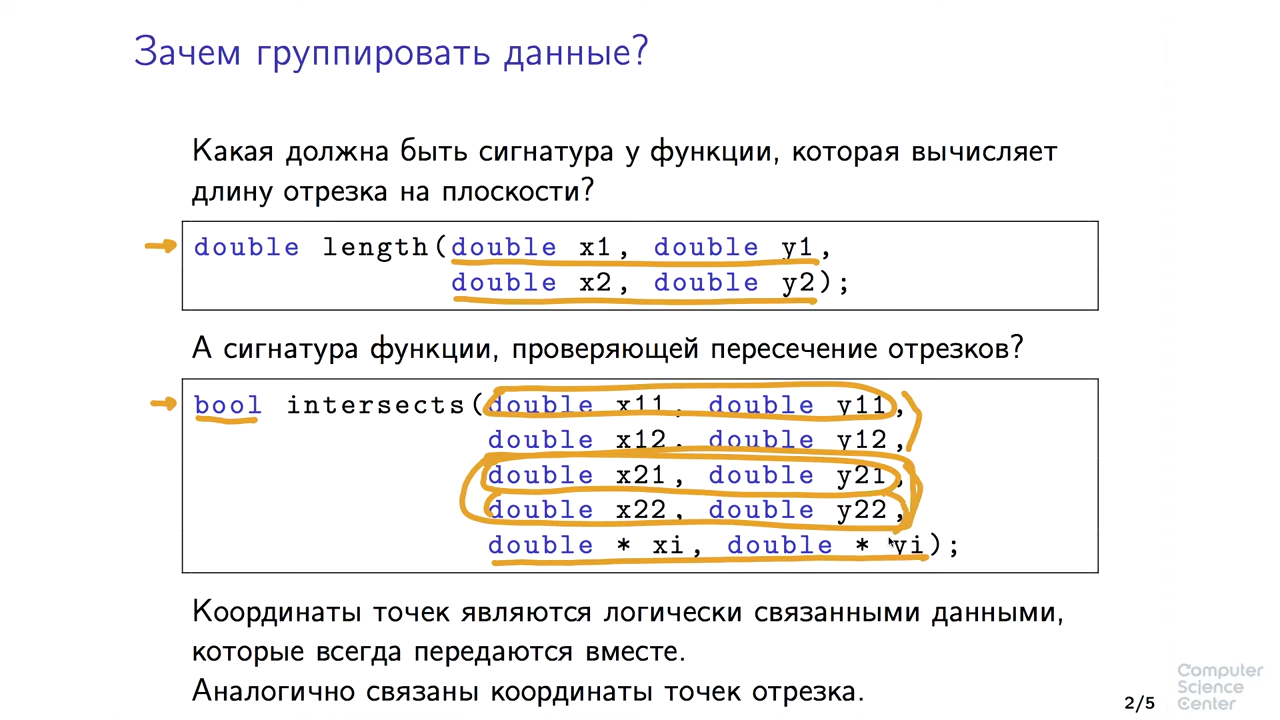 Зачем группировать данные?
Какая должна быть сигнатура у функции, которая вычисляет
длину отрезка на плоскости?
double length(double x1, double y1,
double x2, double y2);
А сигнатура функции, проверяющей пересечение отрезков?
bool intersects(double x11, double y11,
double x12, double y12,
double x21, double y21,
double x22, double y22,
double * xi, double * yi);
Координаты точек являются логически связанными данными,
которые всегда передаются вместе.
Аналогично связаны координаты точек отрезка.
2/5
Computer
Science
Center